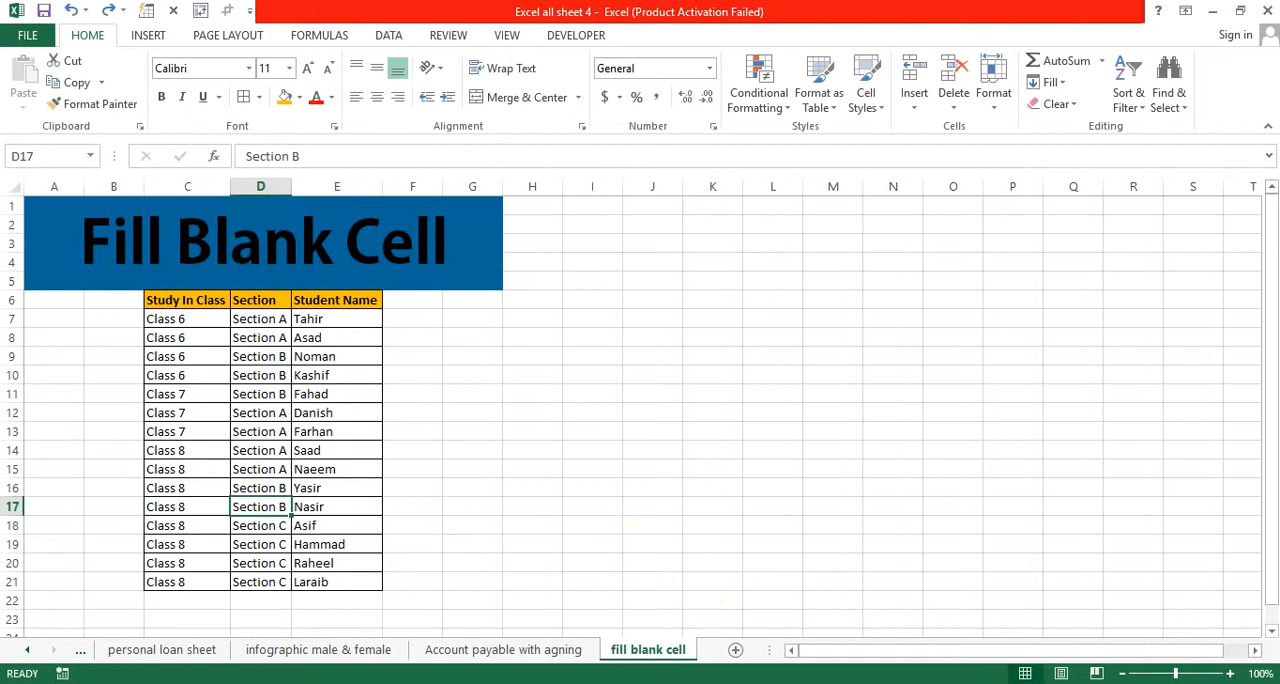 Excel all sheet 4 - Excel (Product Activation Failed)
?
FILE HOME INSERT PAGE LAYOUT FORMULAS DATA REVIEW VIEW DEVELOPER Sign in
Paste Cut Copy Format Painter
Calibri 11
B I U A
Wrap Text
Merge & Center
General
$ % ,
Conditional Formatting
Format as Table
Cell Styles
Insert Delete Format
AutoSum
Fill
Clear
Sort & Filter
Find & Select
Clipboard Font Alignment Number Styles Cells Editing
D17 fx Section B
A B C D E F G H I J K L M N O P Q R S T
1
2
3
4
5
Fill Blank Cell
6 Study In Class Section Student Name
7 Class 6 Section A Tahir
8 Class 6 Section A Asad
9 Class 6 Section B Noman
10 Class 6 Section B Kashif
11 Class 7 Section B Fahad
12 Class 7 Section A Danish
13 Class 7 Section A Farhan
14 Class 8 Section A Saad
15 Class 8 Section A Naeem
16 Class 8 Section B Yasir
17 Class 8 Section B Nasir
18 Class 8 Section C Asif
19 Class 8 Section C Hammad
20 Class 8 Section C Raheel
21 Class 8 Section C Laraib
22
23
... personal loan sheet infographic male & female Account payable with agning fill blank cell
READY 100%